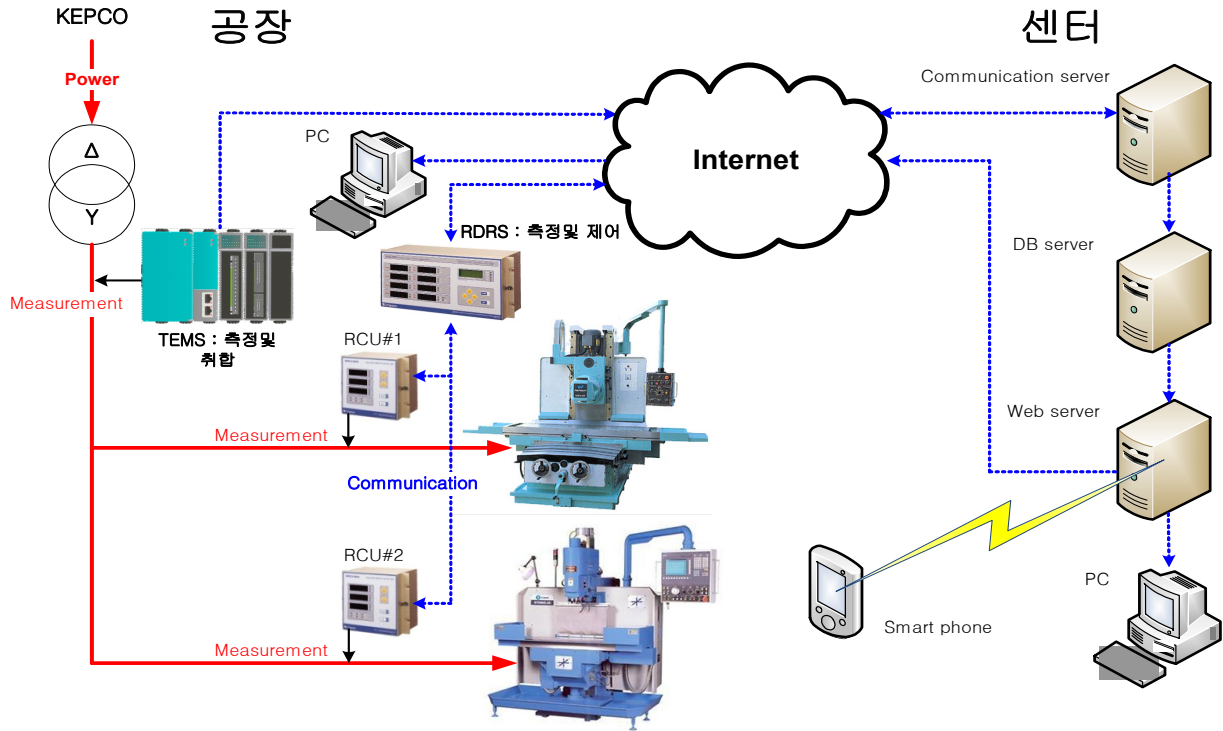 KEPCO
공장
센터
Power
Communication server
PC
Internet
Δ
Y
RDRS : 측정및 제어
DB server
Measurement
TEMS : 측정및
취합
RCU#1
Web server
Measurement
Communication
RCU#2
PC
Smart phone
Measurement